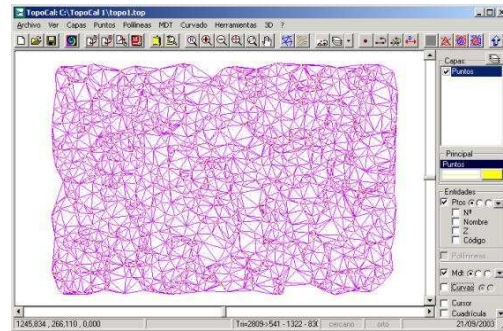 TopoCal: C:\TopoCal 1\topo1.top
Archivo Ver Capas Puntos Polilíneas MDT Curvado Herramientas 3D ?
Capas
Puntos
Principal
Puntos
Entidades
Ptos
Nº
Nombre
Z
Código
Polilíneas
Mdt
Curvas
Cursor
Cuadrícula
1245,834 , 266,110 , 0,000
Tri=2809->541 - 1322 - 83
cercano
orto
21/09/2003